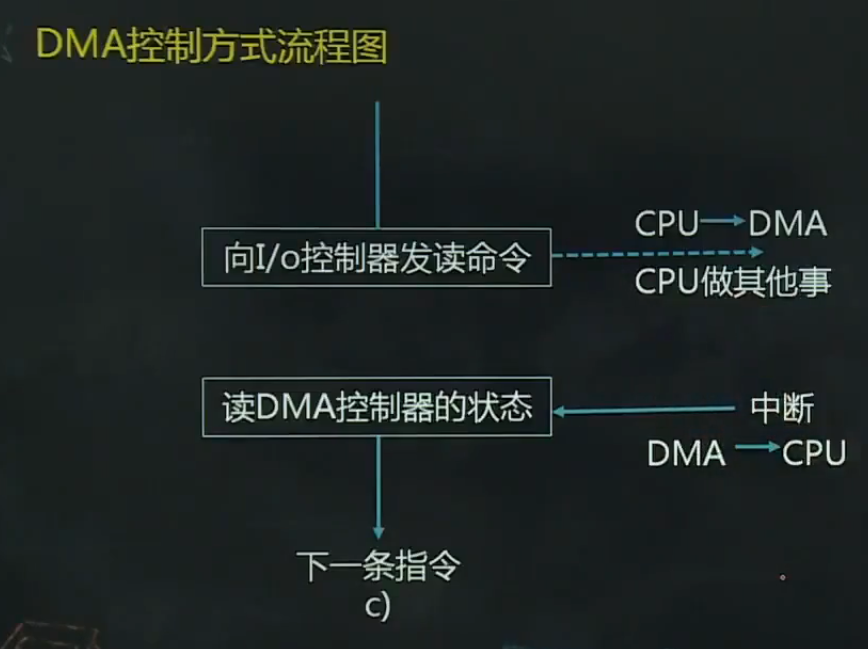 DMA控制方式流程图
CPU→DMA
向I/o控制器发读命令
CPU做其他事
读DMA控制器的状态
中断
DMA→CPU
下一条指令
c)